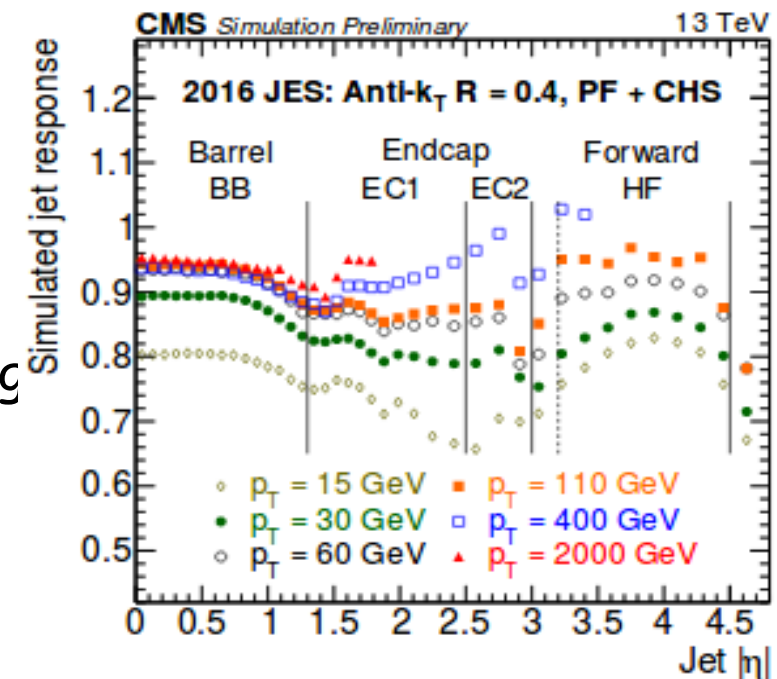 CMS Simulation Preliminary 13 TeV
2016 JES: Anti-kT R = 0.4, PF + CHS
Barrel Endcap Forward
BB EC1 EC2 HF
Simulated jet response
1.2
1.1
1
0.9
0.8
0.7
0.6
0.5
g
pT = 15 GeV pT = 110 GeV
pT = 30 GeV pT = 400 GeV
pT = 60 GeV pT = 2000 GeV
0 0.5 1 1.5 2 2.5 3 3.5 4 4.5
Jet |η|